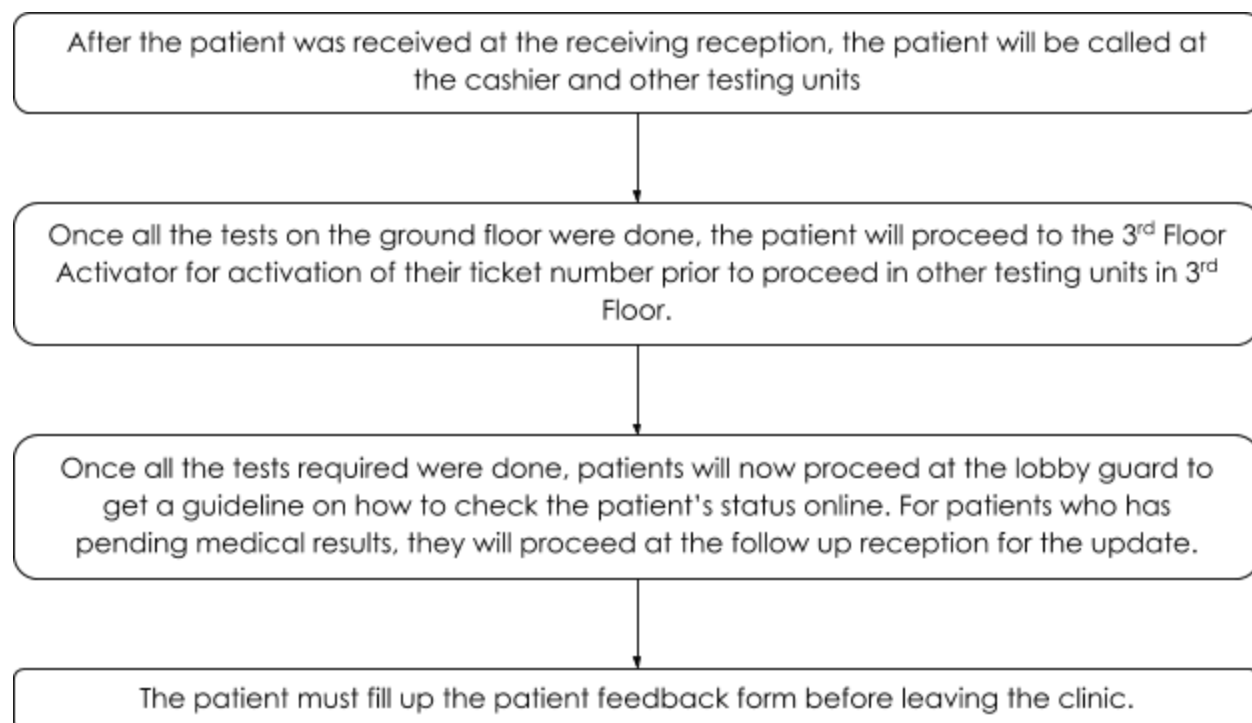 After the patient was received at the receiving reception, the patient will be called at
the cashier and other testing units
Once all the tests on the ground floor were done, the patient will proceed to the 3rd Floor
Activator for activation of their ticket number prior to proceed in other testing units in 3rd
Floor.
Once all the tests required were done, patients will now proceed at the lobby guard to
get a guideline on how to check the patient's status online. For patients who has
pending medical results, they will proceed at the follow up reception for the update.
The patient must fill up the patient feedback form before leaving the clinic.